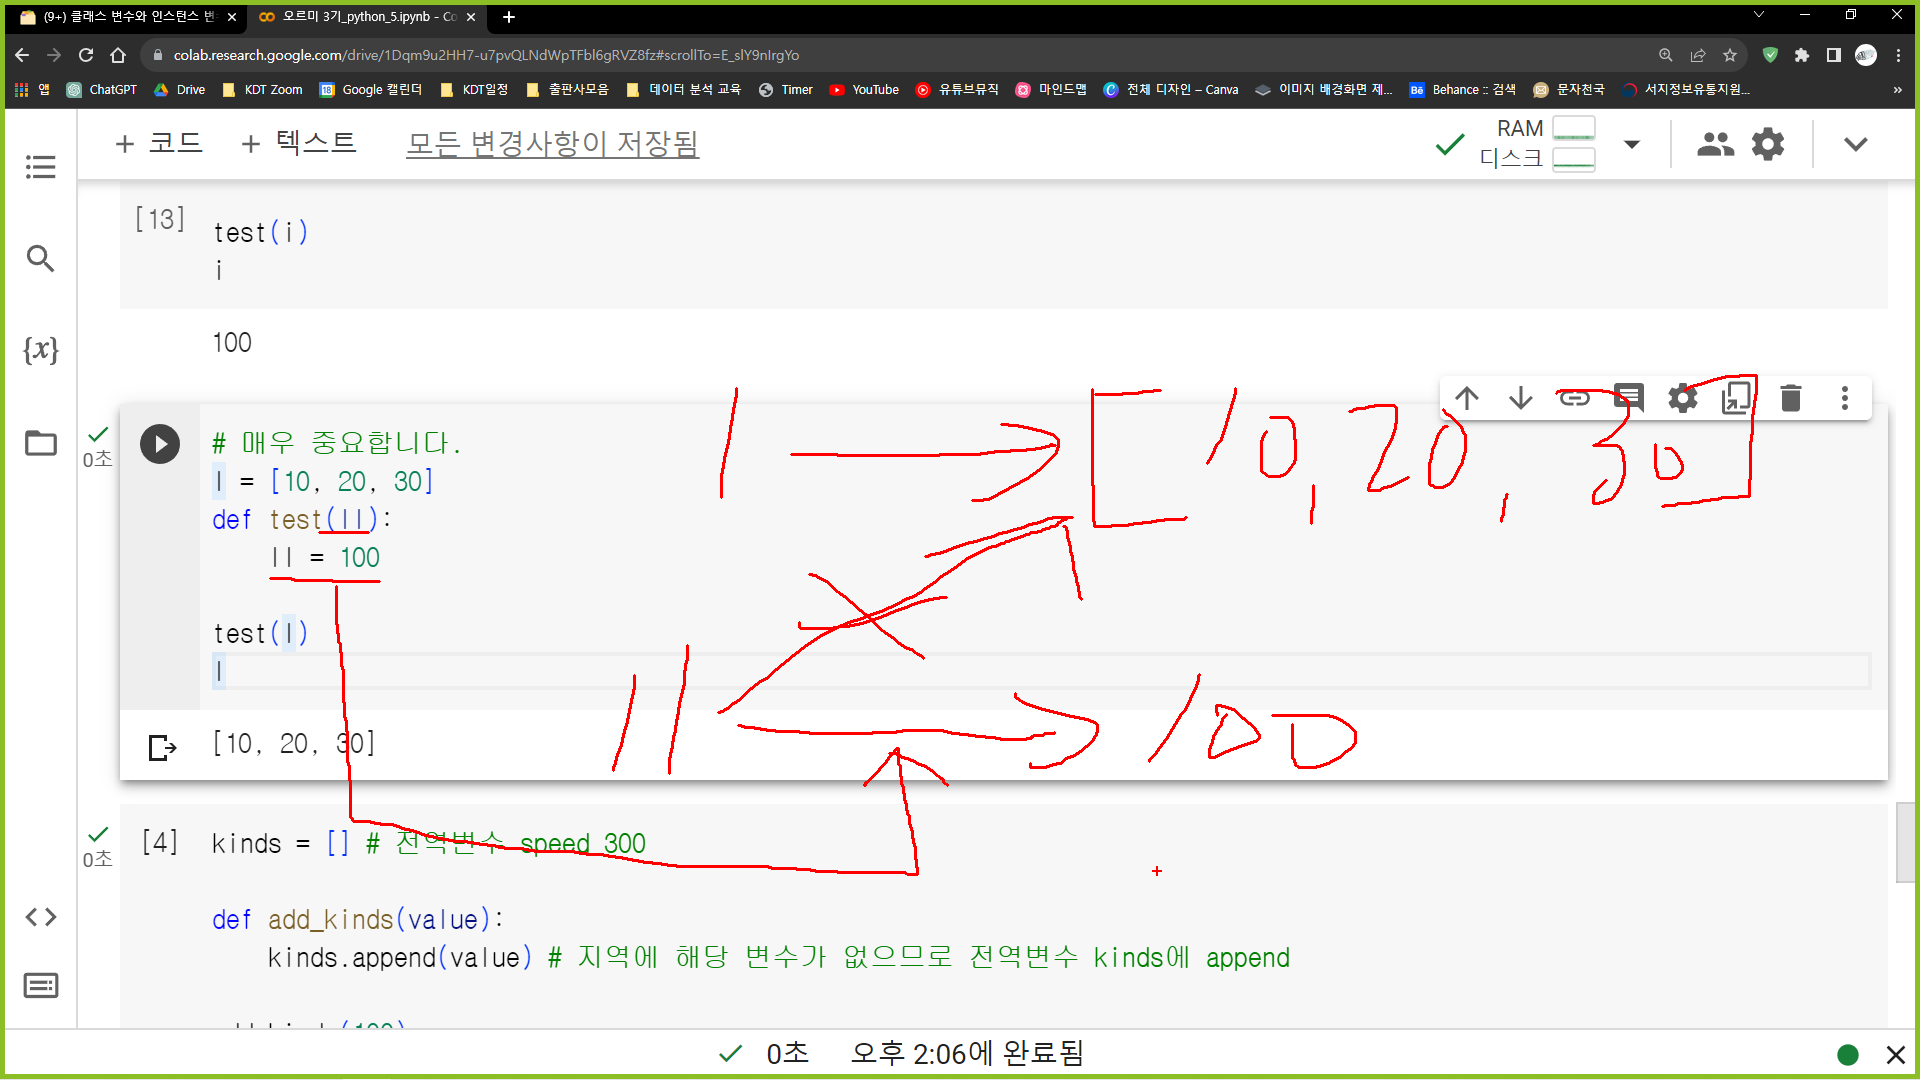 (9+) 클래스 변수와 인스턴스 변
오르미 3기_python_5.ipynb - Co
colab.research.google.com/drive/1Dqm9u2HH7-u7pvQLNdWpTFbl6gRVZ8fz#scrollTo=E_slY9nIrgYo
앱 ChatGPT Drive KDT Zoom Google 캘린더 KDT일정 출판사모음 데이터 분석 교육 Timer YouTube 유튜브뮤직 마인드맵 전체 디자인 – Canva 이미지 배경화면 제... Behance :: 검색 문자천국 서지정보유통지원... »
+ 코드 + 텍스트 모든 변경사항이 저장됨
RAM
디스크
[13] test(i)
i
100
0초
# 매우 중요합니다.
l = [10, 20, 30]
def test(ll):
ll = 100
test(l)
l
[10, 20, 30]
l → [10, 20, 30]
ll → 100
[4] kinds = [] # 전역변수 speed 300
0초
def add_kinds(value):
kinds.append(value) # 지역에 해당 변수가 없으므로 전역변수 kinds에 append
0초 오후 2:06에 완료됨